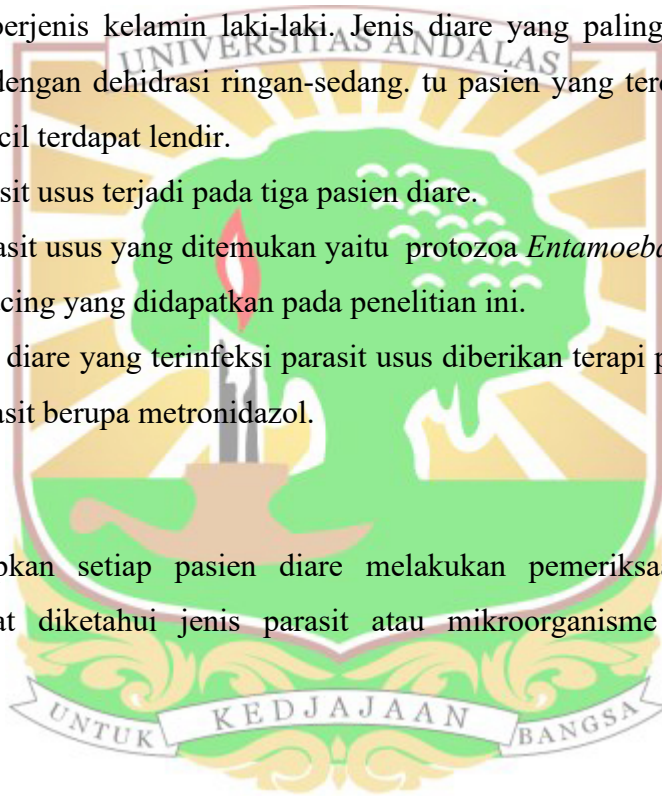 berjenis kelamin laki-laki. Jenis diare yang paling
UNIVERSITAS ANDALAS
dengan dehidrasi ringan-sedang. tu pasien yang ter
cil terdapat lendir.
sit usus terjadi pada tiga pasien diare.
asit usus yang ditemukan yaitu protozoa Entamoeba
cing yang didapatkan pada penelitian ini.
diare yang terinfeksi parasit usus diberikan terapi p
asit berupa metronidazol.
pkan setiap pasien diare melakukan pemeriksaa
at diketahui jenis parasit atau mikroorganisme
UNTUK KEDJAJAAN BANGSA